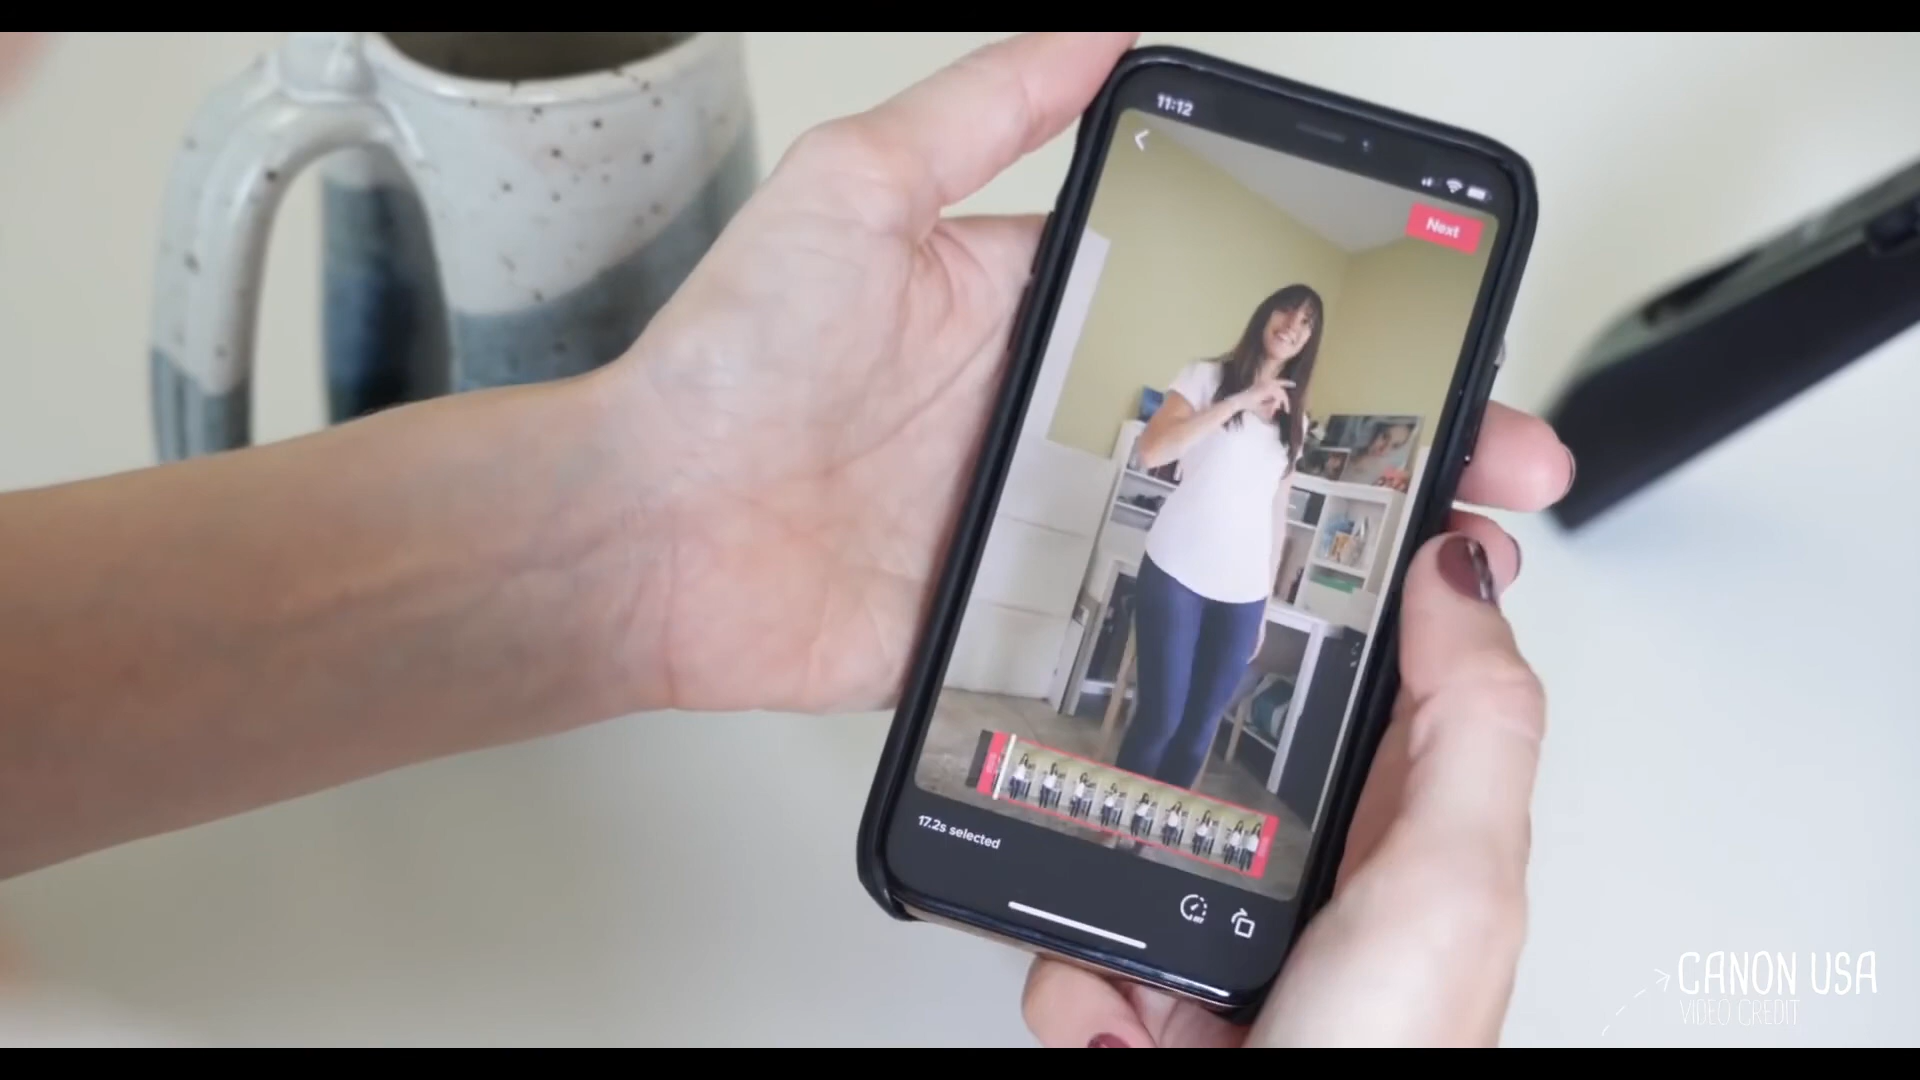 11:12
Next
17.2s selected
CANON USA
VIDEO CREDIT